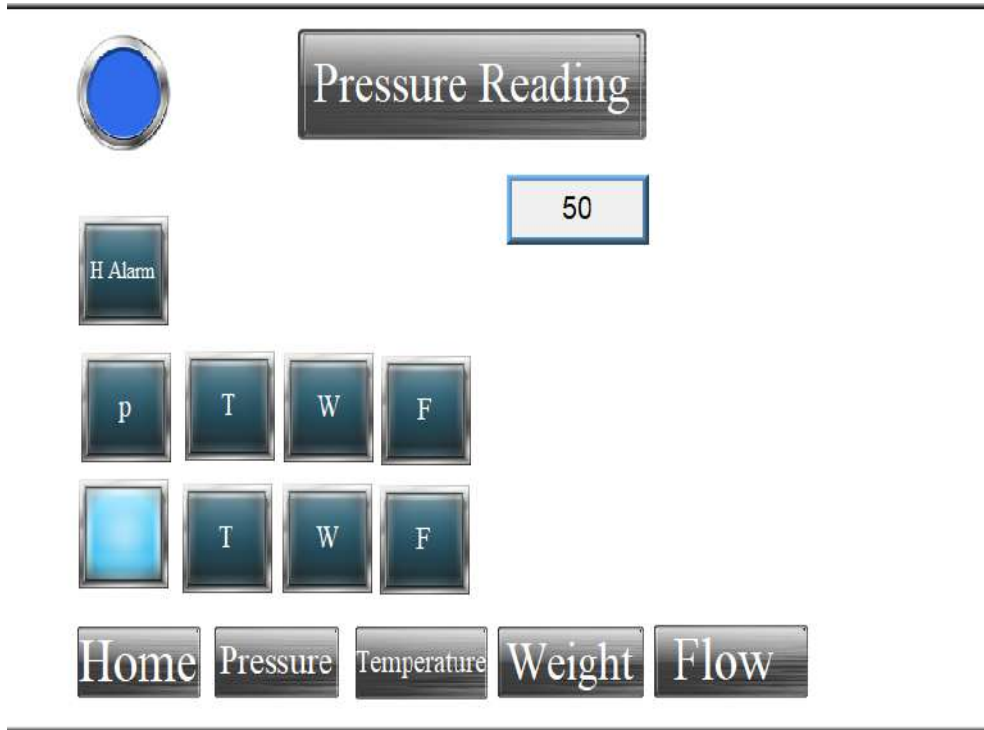 Pressure Reading
50
H Alarm
p T W F
T W F
Home Pressure Temperature Weight Flow